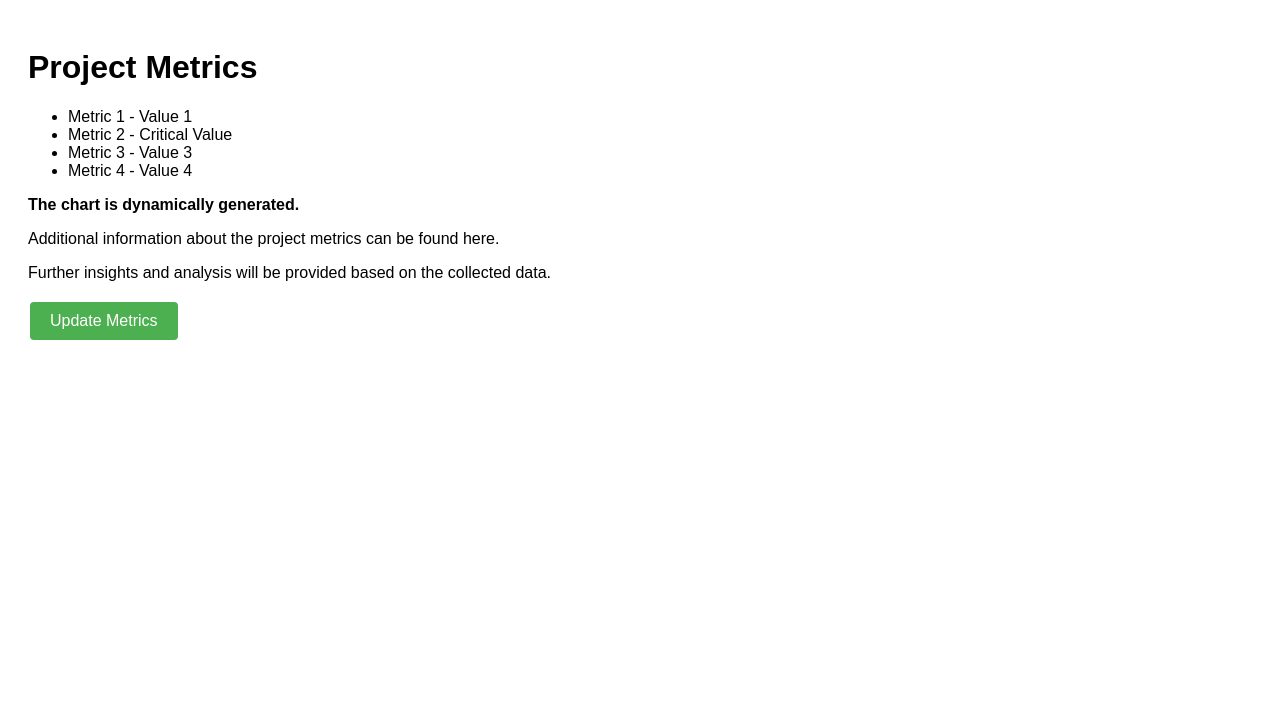 Project Metrics
Metric 1 - Value 1
Metric 2 - Critical Value
Metric 3 - Value 3
Metric 4 - Value 4
The chart is dynamically generated.
Additional information about the project metrics can be found here.
Further insights and analysis will be provided based on the collected data.
Update Metrics